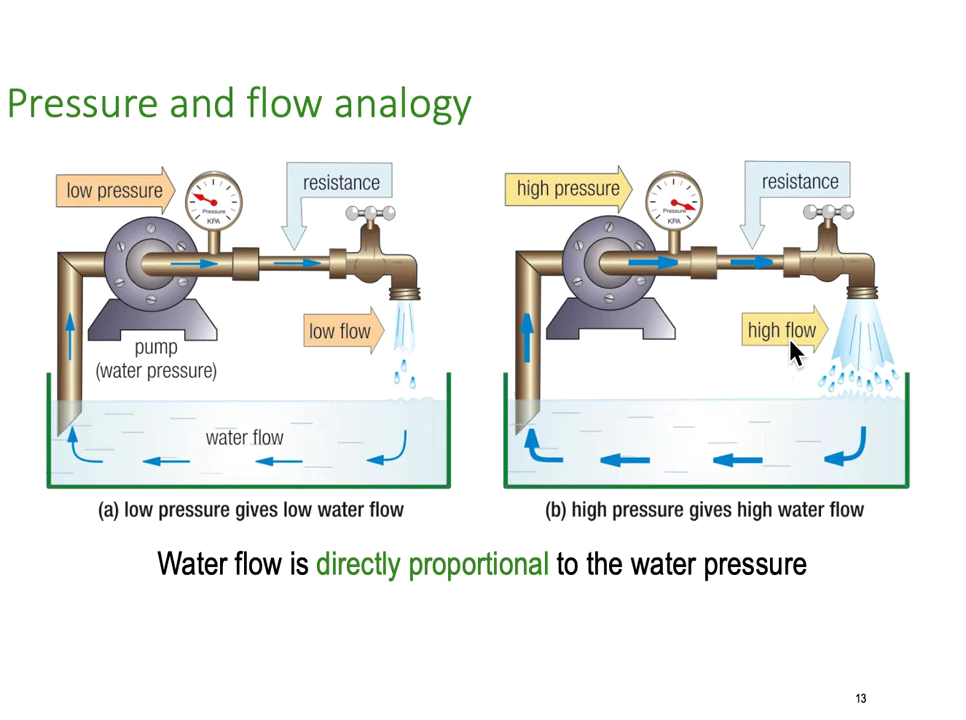 Pressure and flow analogy
low pressure
resistance
Pressure
KPA
low flow
pump
(water pressure)
water flow
(a) low pressure gives low water flow
high pressure
resistance
Pressure
KPA
high flow
(b) high pressure gives high water flow
Water flow is directly proportional to the water pressure
13